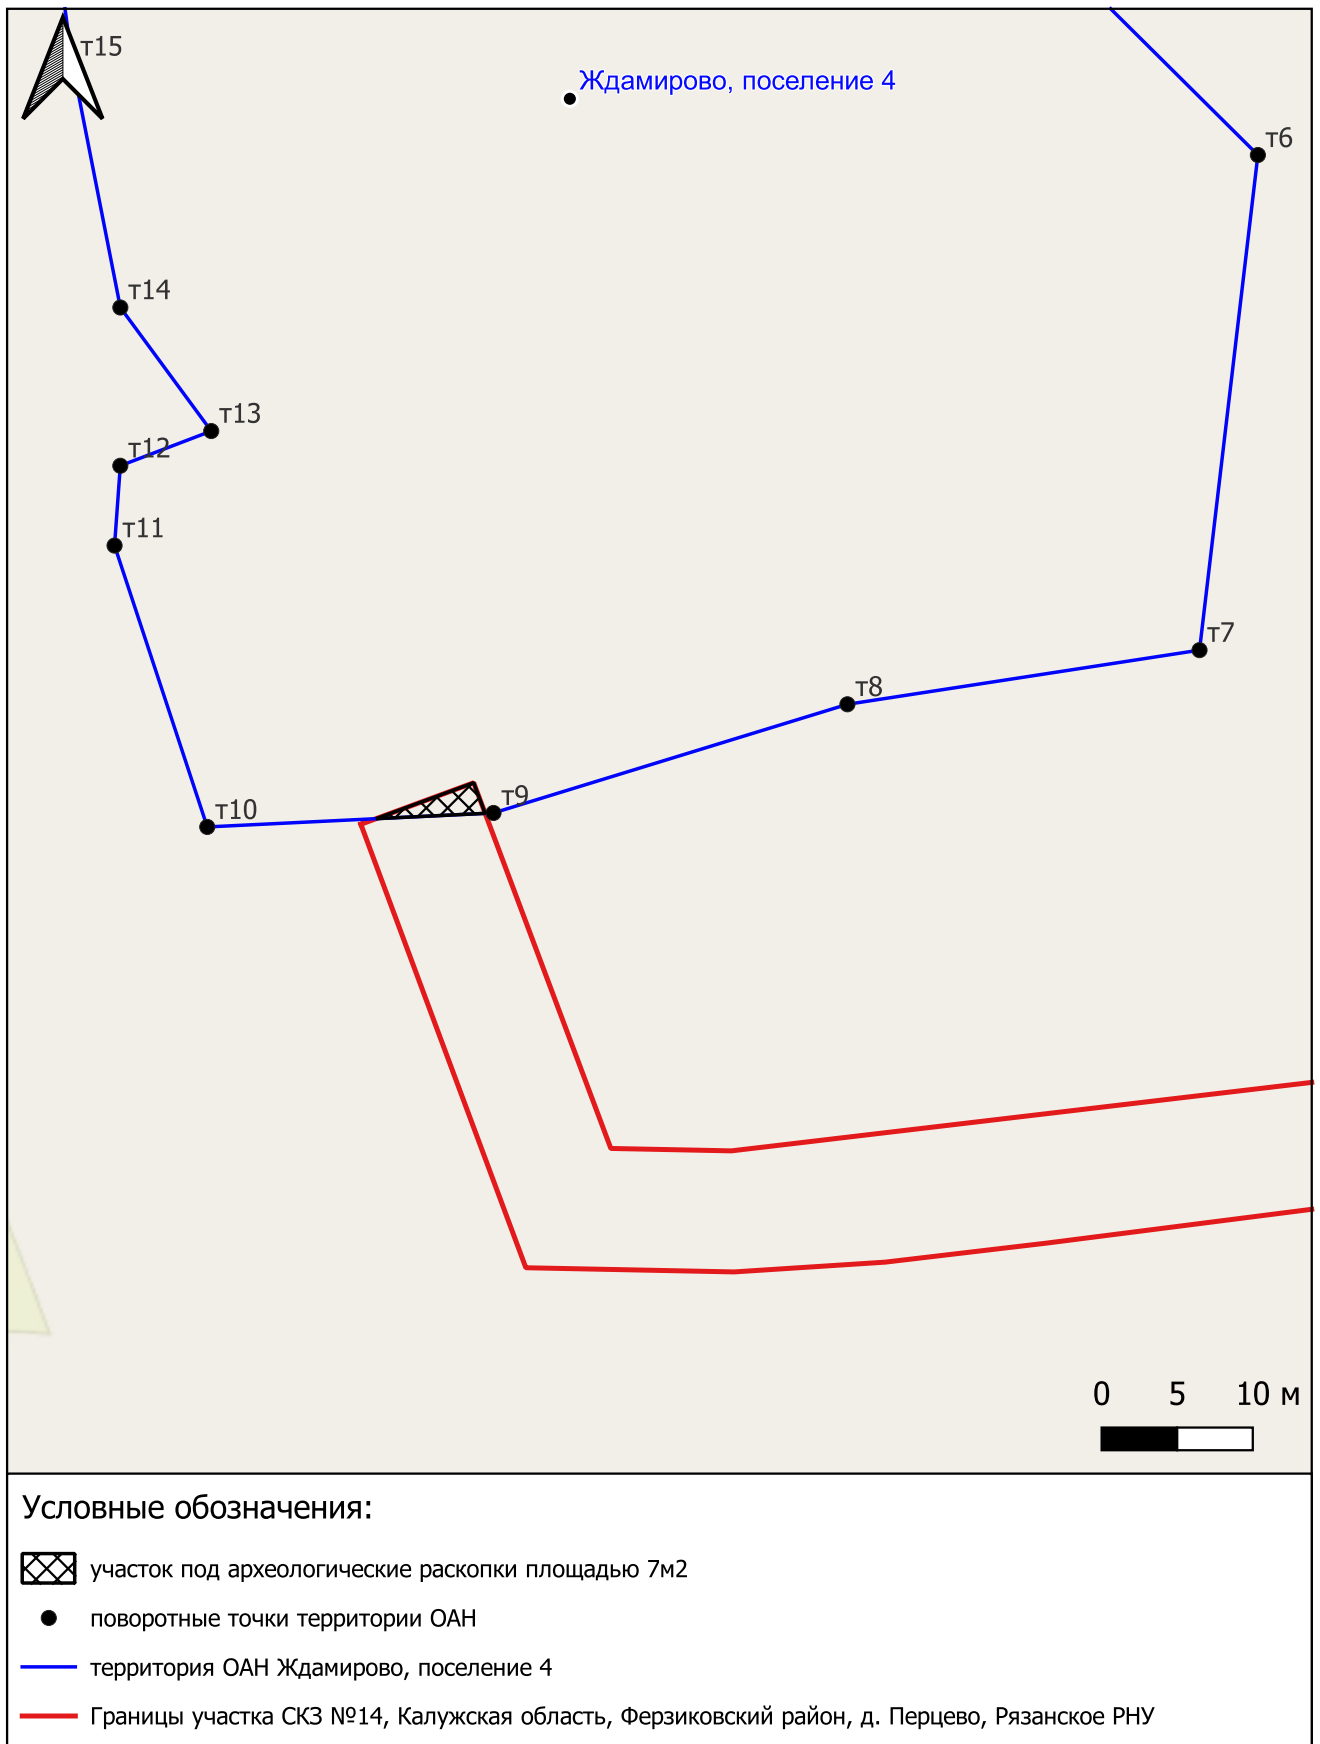 т15
Ждамирово, поселение 4
т6
т14
т13
т12
т11
т7
т8
т9
т10
0 5 10 м
Условные обозначения:
участок под археологические раскопки площадью 7м2
поворотные точки территории ОАН
территория ОАН Ждамирово, поселение 4
Границы участка СКЗ №14, Калужская область, Ферзиковский район, д. Перцево, Рязанское РНУ